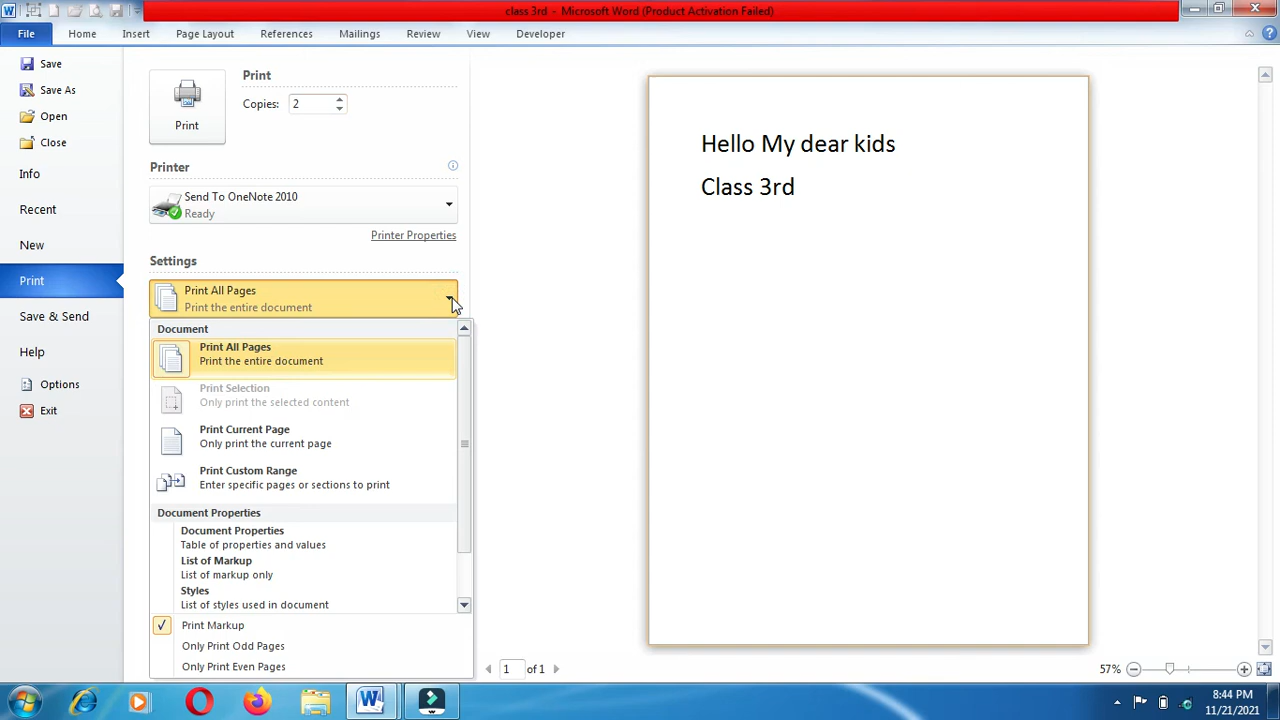 class 3rd - Microsoft Word (Product Activation Failed)
File Home Insert Page Layout References Mailings Review View Developer
Save
Save As
Open
Close
Info
Recent
New
Print
Save & Send
Help
Options
Exit
Print
Print
Copies: 2
Printer
Send To OneNote 2010
Ready
Printer Properties
Settings
Print All Pages
Print the entire document
Document
Print All Pages
Print the entire document
Print Selection
Only print the selected content
Print Current Page
Only print the current page
Print Custom Range
Enter specific pages or sections to print
Document Properties
Document Properties
Table of properties and values
List of Markup
List of markup only
Styles
List of styles used in document
Print Markup
Only Print Odd Pages
Only Print Even Pages
Hello My dear kids
Class 3rd
1 of 1
57%
8:44 PM
11/21/2021